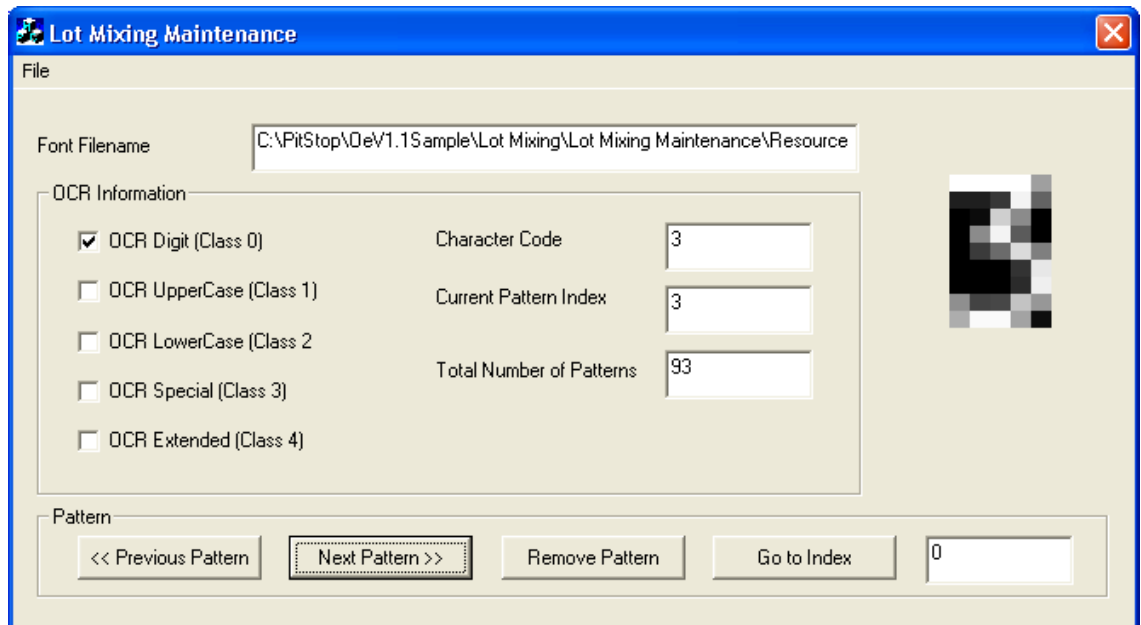 Lot Mixing Maintenance
File
Font Filename
C:\PitStop\OeV1.1Sample\Lot Mixing\Lot Mixing Maintenance\Resource
OCR Information
OCR Digit (Class 0)
OCR UpperCase (Class 1)
OCR LowerCase (Class 2
OCR Special (Class 3)
OCR Extended (Class 4)
Character Code
3
Current Pattern Index
3
Total Number of Patterns
93
Pattern
<< Previous Pattern
Next Pattern >>
Remove Pattern
Go to Index
0